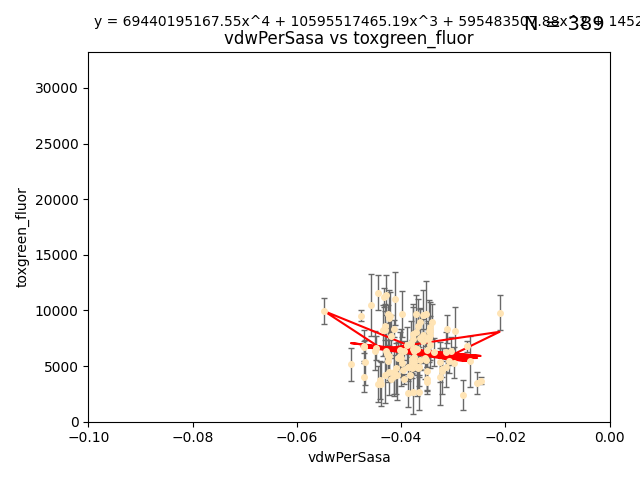 y = 69440195167.55x^4 + 10595517465.19x^3 +
N = 389
vdwPerSasa vs toxgreen_fluor
toxgreen_fluor
30000
25000
20000
15000
10000
5000
0
−0.10 −0.08 −0.06 −0.04 −0.02 0.00
vdwPerSasa